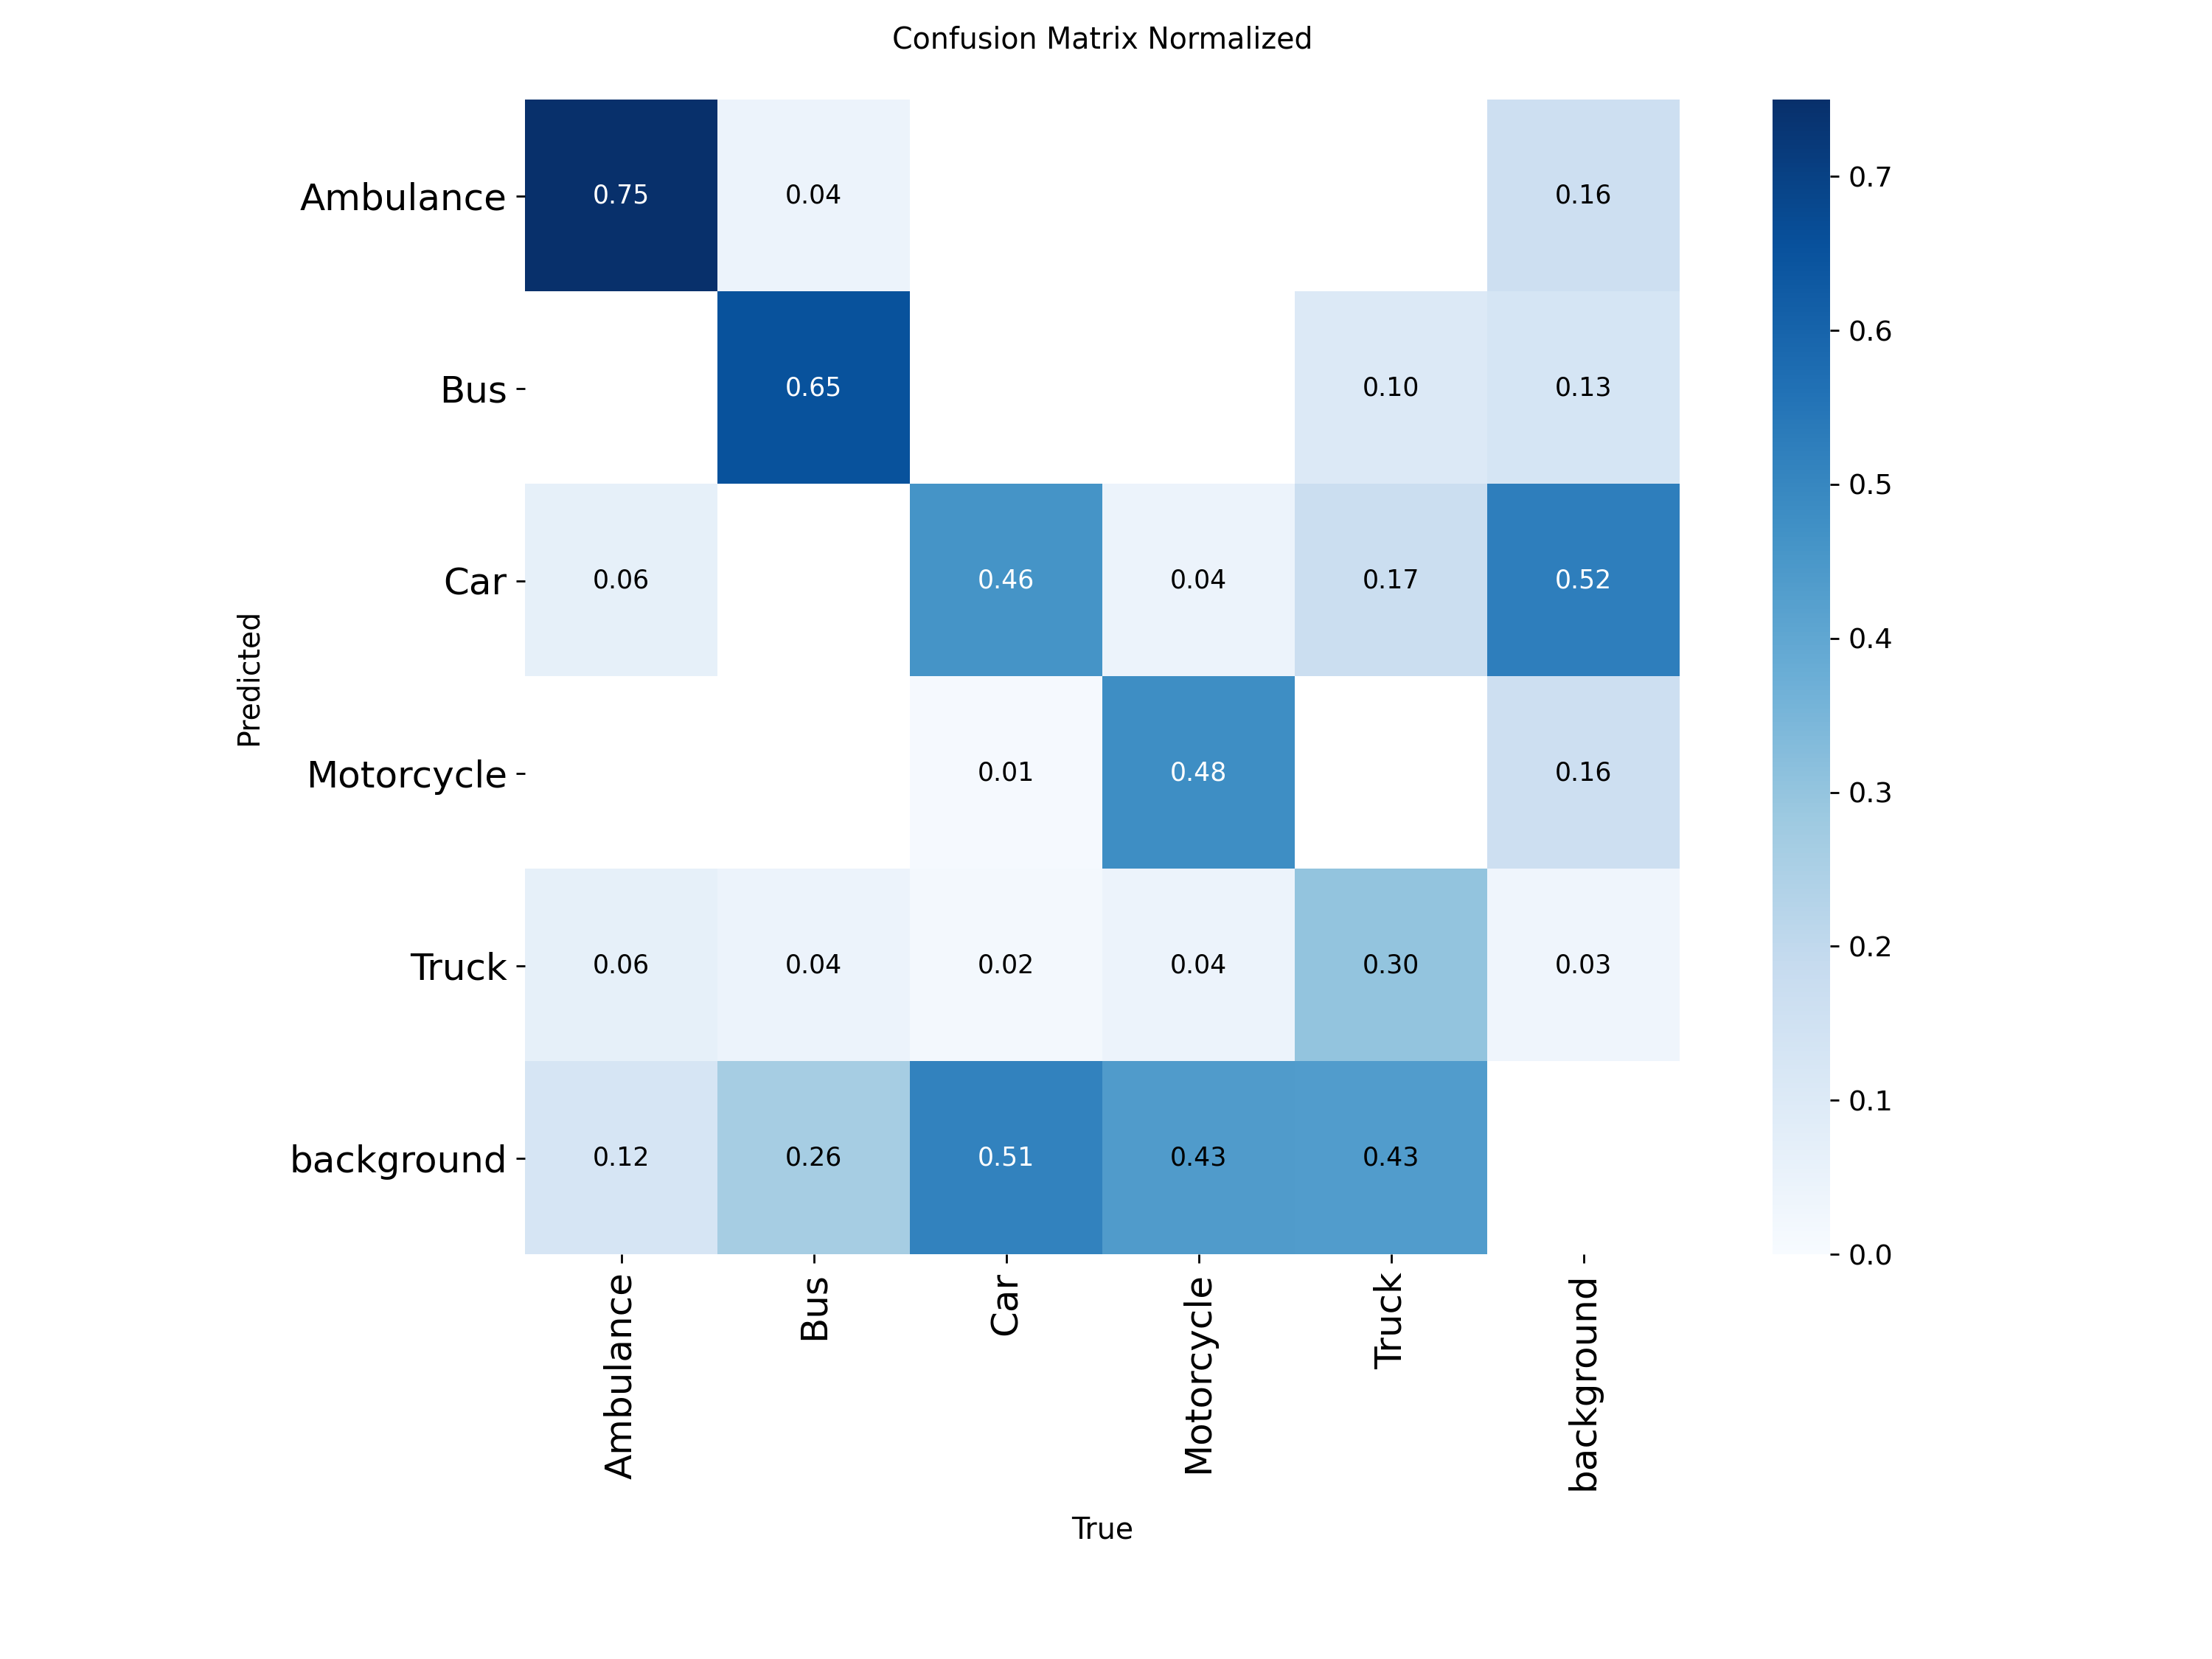 Confusion Matrix Normalized
Ambulance 0.75 0.04 0.16
Bus 0.65 0.10 0.13
Car 0.06 0.46 0.04 0.17 0.52
Motorcycle 0.01 0.48 0.16
Truck 0.06 0.04 0.02 0.04 0.30 0.03
background 0.12 0.26 0.51 0.43 0.43
Predicted
Ambulance Bus Car Motorcycle Truck background
True
0.7
0.6
0.5
0.4
0.3
0.2
0.1
0.0